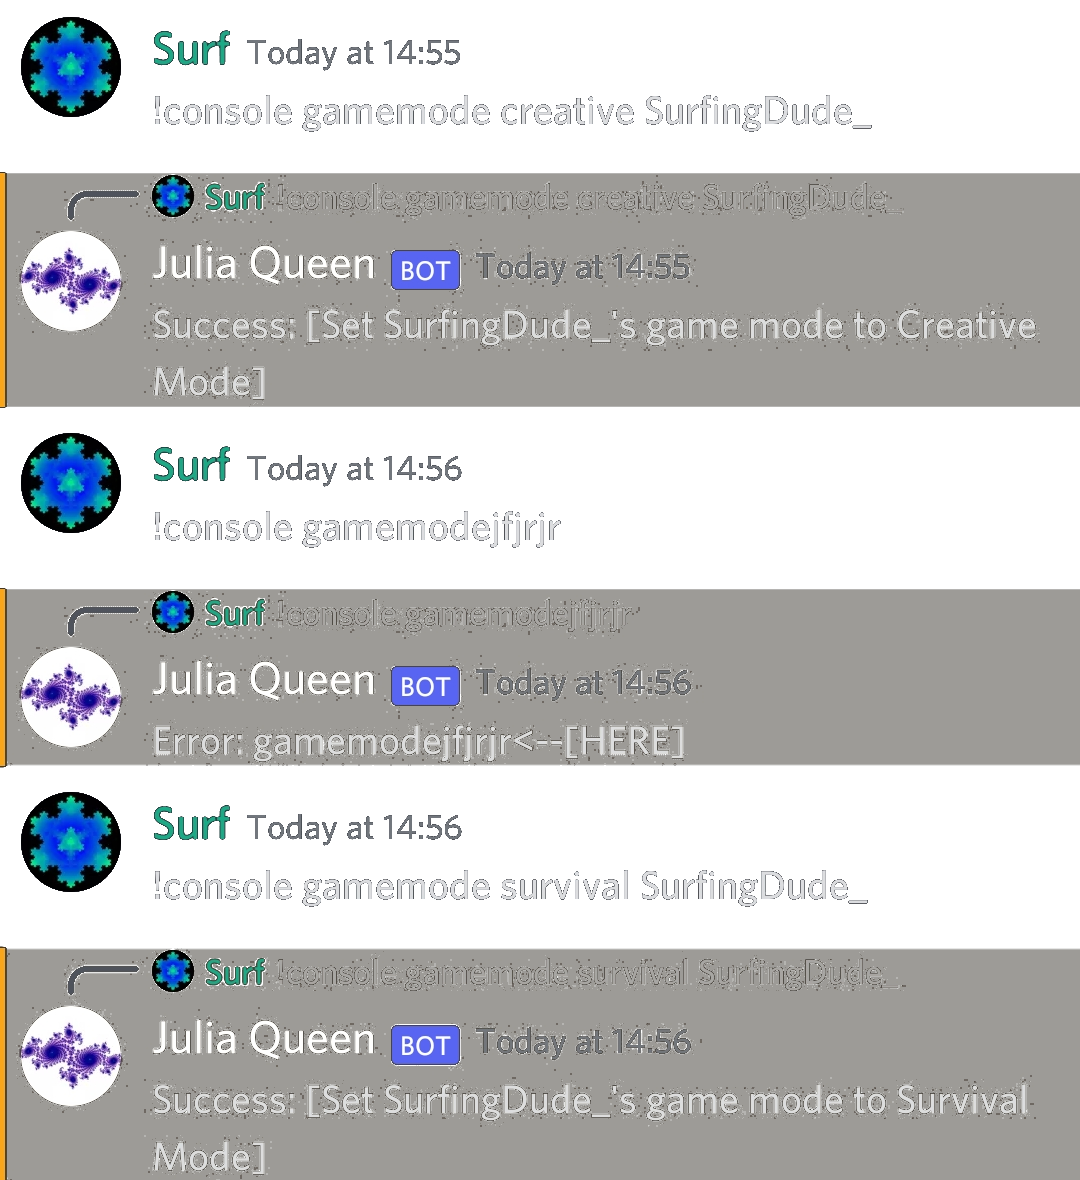 Surf Today at 14:55
!console gamemode creative SurfingDude_
Surf !console gamemode creative SurfingDude_
Julia Queen BOT Today at 14:55
Success: [Set SurfingDude_'s game mode to Creative
Mode]
Surf Today at 14:56
!console gamemodejfjrjr
Surf !console gamemodejfjrjr
Julia Queen BOT Today at 14:56
Error: gamemodejfjrjr<--[HERE]
Surf Today at 14:56
!console gamemode survival SurfingDude_
Surf !console gamemode survival SurfingDude_
Julia Queen BOT Today at 14:56
Success: [Set SurfingDude_'s game mode to Survival
Mode]